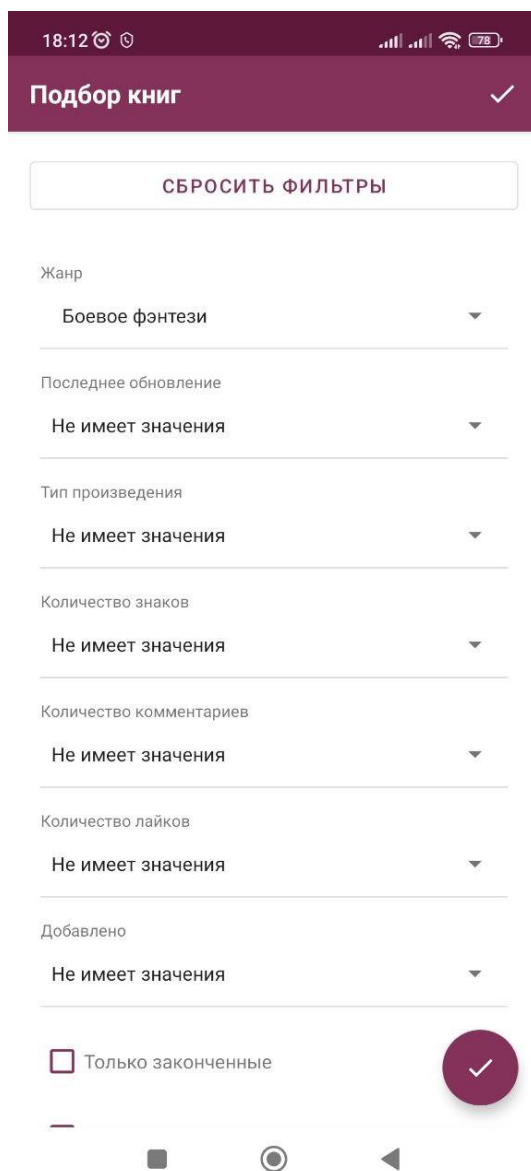 18:12
78
Подбор книг
СБРОСИТЬ ФИЛЬТРЫ
Жанр
Боевое фэнтези
Последнее обновление
Не имеет значения
Тип произведения
Не имеет значения
Количество знаков
Не имеет значения
Количество комментариев
Не имеет значения
Количество лайков
Не имеет значения
Добавлено
Не имеет значения
Только законченные